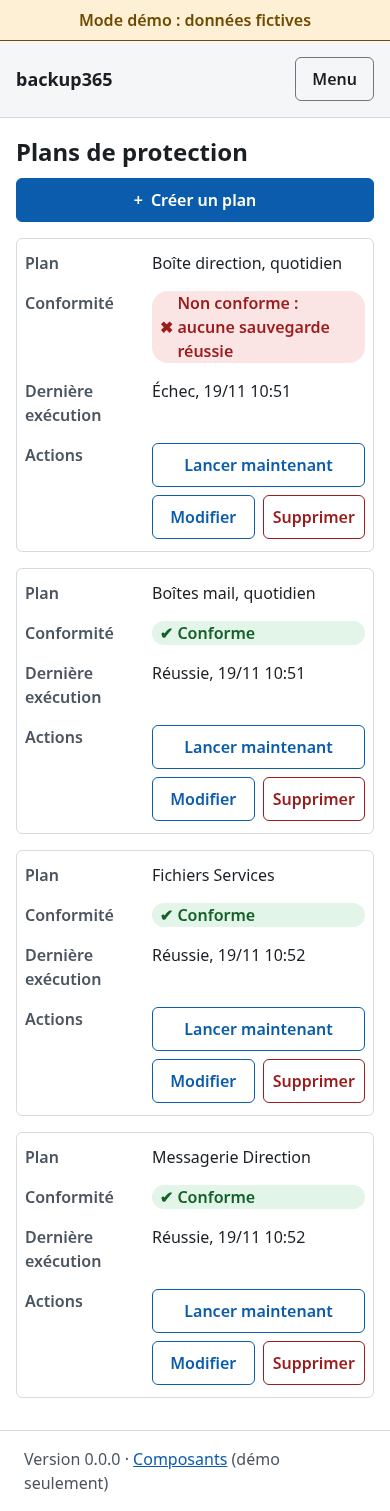 Mode démo : données fictives
backup365
Menu
Plans de protection
+ Créer un plan
Plan
Boîte direction, quotidien
Conformité
✖ Non conforme :
aucune sauvegarde
réussie
Dernière
exécution
Échec, 19/11 10:51
Actions
Lancer maintenant
Modifier
Supprimer
Plan
Boîtes mail, quotidien
Conformité
✔ Conforme
Dernière
exécution
Réussie, 19/11 10:51
Actions
Lancer maintenant
Modifier
Supprimer
Plan
Fichiers Services
Conformité
✔ Conforme
Dernière
exécution
Réussie, 19/11 10:52
Actions
Lancer maintenant
Modifier
Supprimer
Plan
Messagerie Direction
Conformité
✔ Conforme
Dernière
exécution
Réussie, 19/11 10:52
Actions
Lancer maintenant
Modifier
Supprimer
Version 0.0.0 · Composants (démo
seulement)